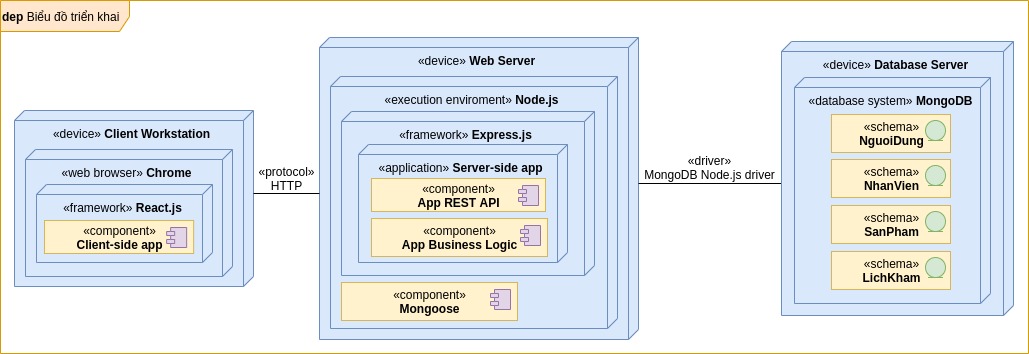 dep Biểu đồ triển khai
«device» Client Workstation
«web browser» Chrome
«framework» React.js
«component»
Client-side app
«protocol»
HTTP
«device» Web Server
«execution enviroment» Node.js
«framework» Express.js
«application» Server-side app
«component»
App REST API
«component»
App Business Logic
«component»
Mongoose
«driver»
MongoDB Node.js driver
«device» Database Server
«database system» MongoDB
«schema»
NguoiDung
«schema»
NhanVien
«schema»
SanPham
«schema»
LichKham